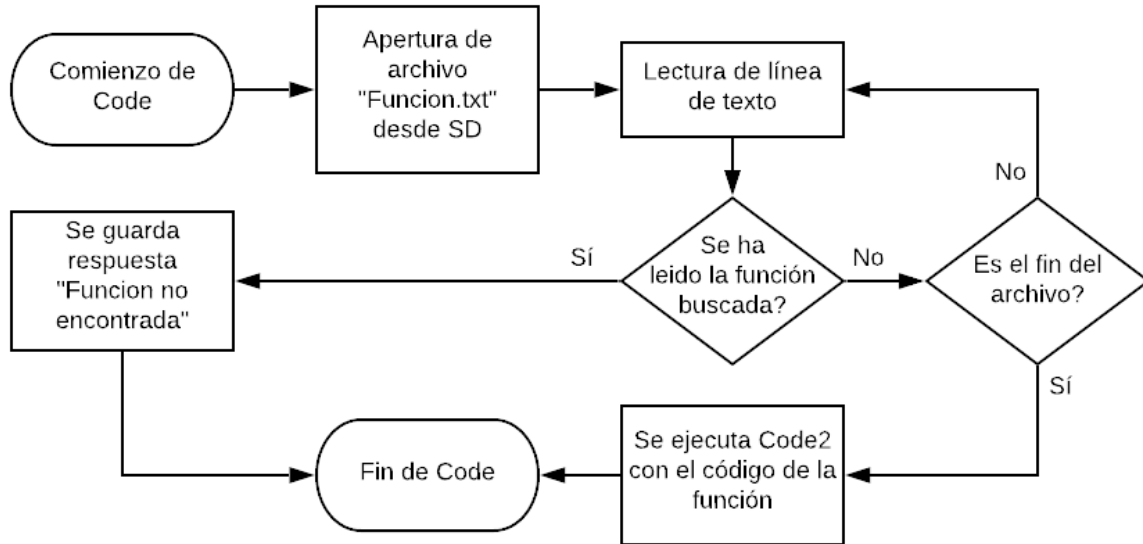 Comienzo de
Code
Apertura de
archivo
"Funcion.txt"
desde SD
Lectura de línea
de texto
No
Se guarda
respuesta
"Funcion no
encontrada"
Sí
Se ha
leido la función
buscada?
No
Es el fin del
archivo?
Sí
Fin de Code
Se ejecuta Code2
con el código de la
función